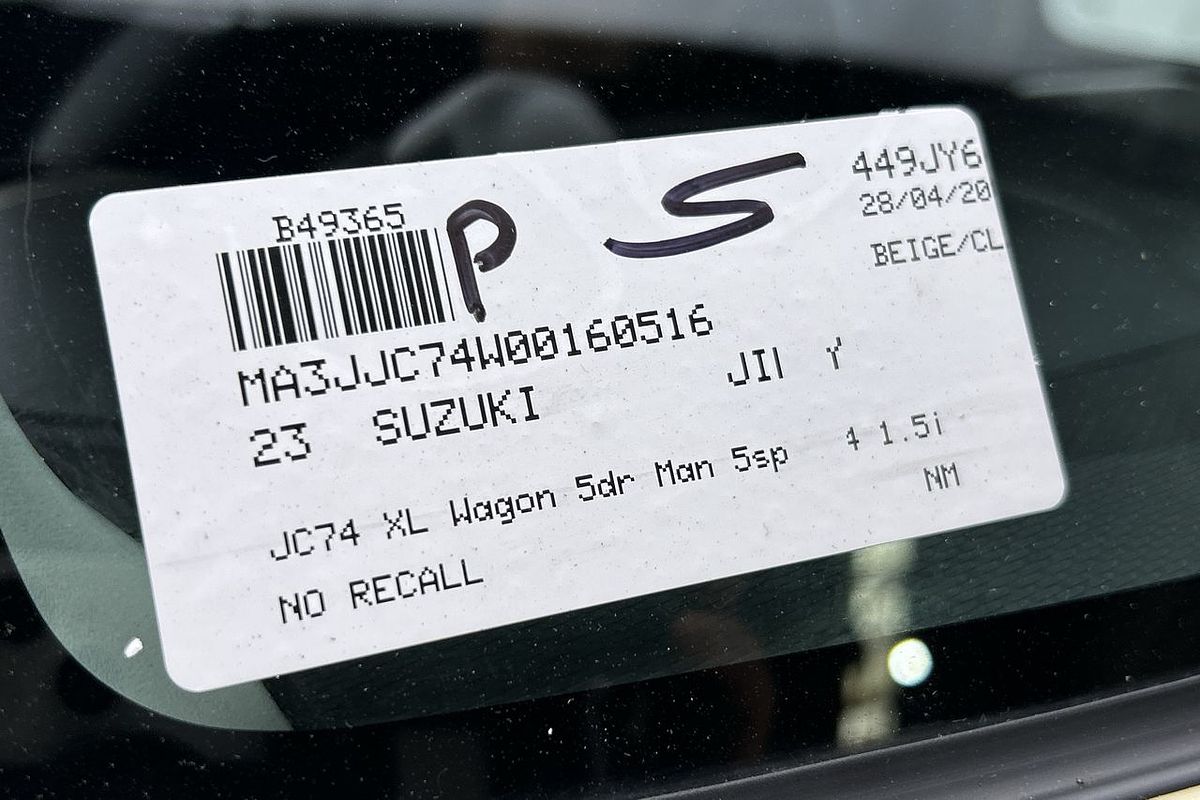 B49365 P S 449JY6
28/04/20
BEIGE/CL
MA3JJC74W00160516
23 SUZUKI
JC74 XL Wagon 5dr Man 5sp 4 1.5i
NO RECALL NM